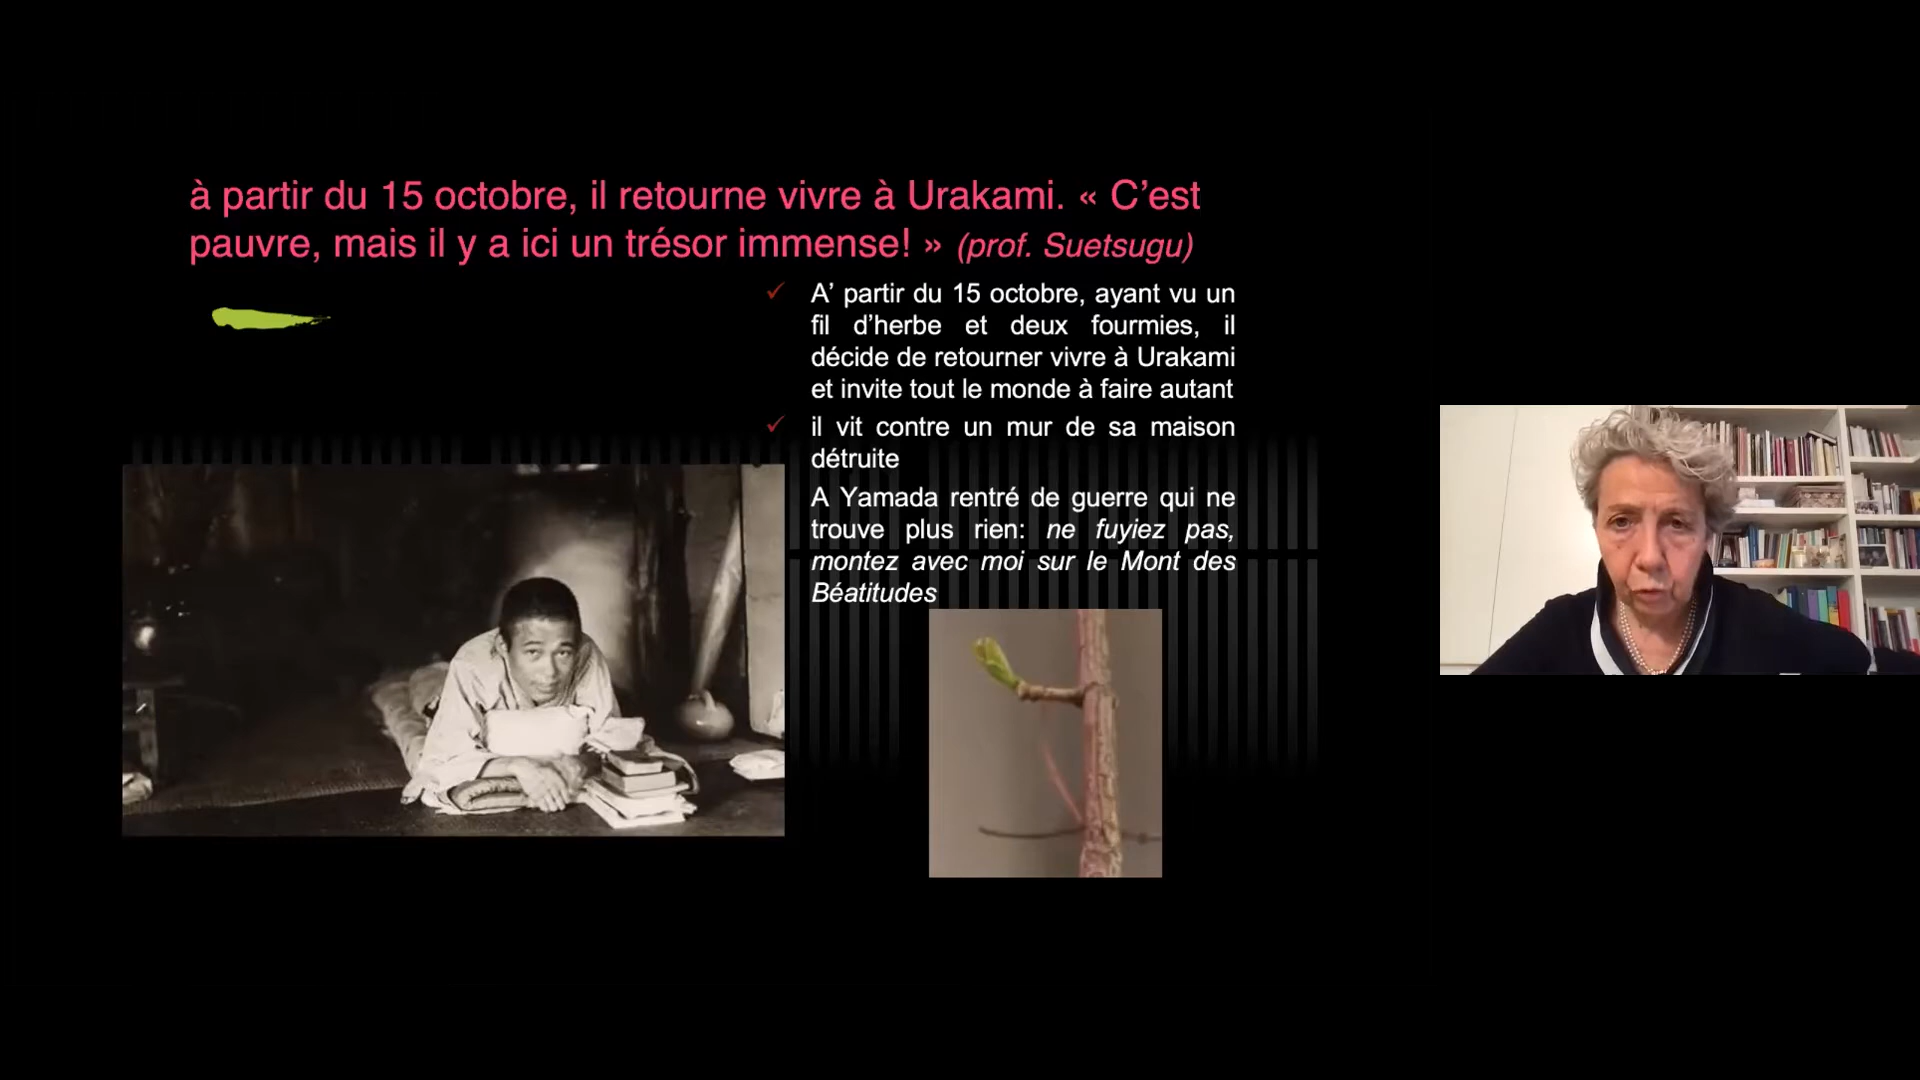 à partir du 15 octobre, il retourne vivre à Urakami. « C’est
pauvre, mais il y a ici un trésor immense! » (prof. Suetsugu)
A’ partir du 15 octobre, ayant vu un
fil d’herbe et deux fourmies, il
décide de retourner vivre à Urakami
et invite tout le monde à faire autant
il vit contre un mur de sa maison
détruite
A Yamada rentré de guerre qui ne
trouve plus rien: ne fuyiez pas,
montez avec moi sur le Mont des
Béatitudes